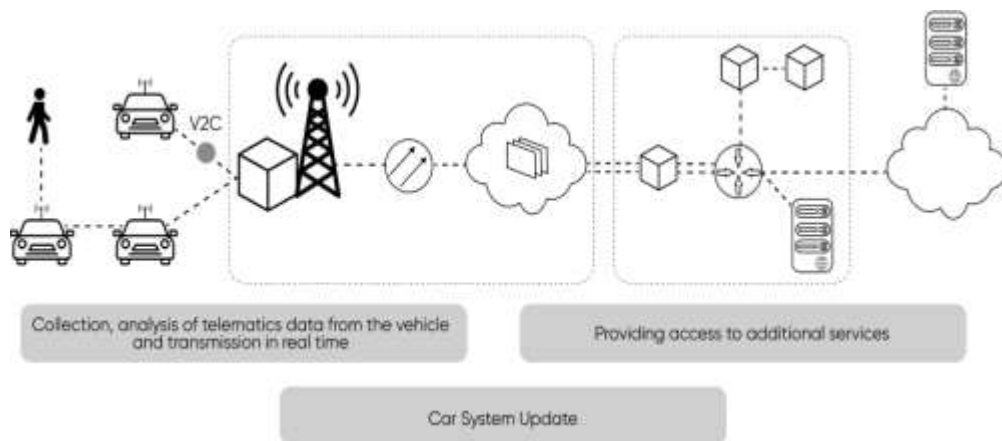 V2C
Collection, analysis of telematics data from the vehicle
and transmission in real time
Providing access to additional services
Car System Update